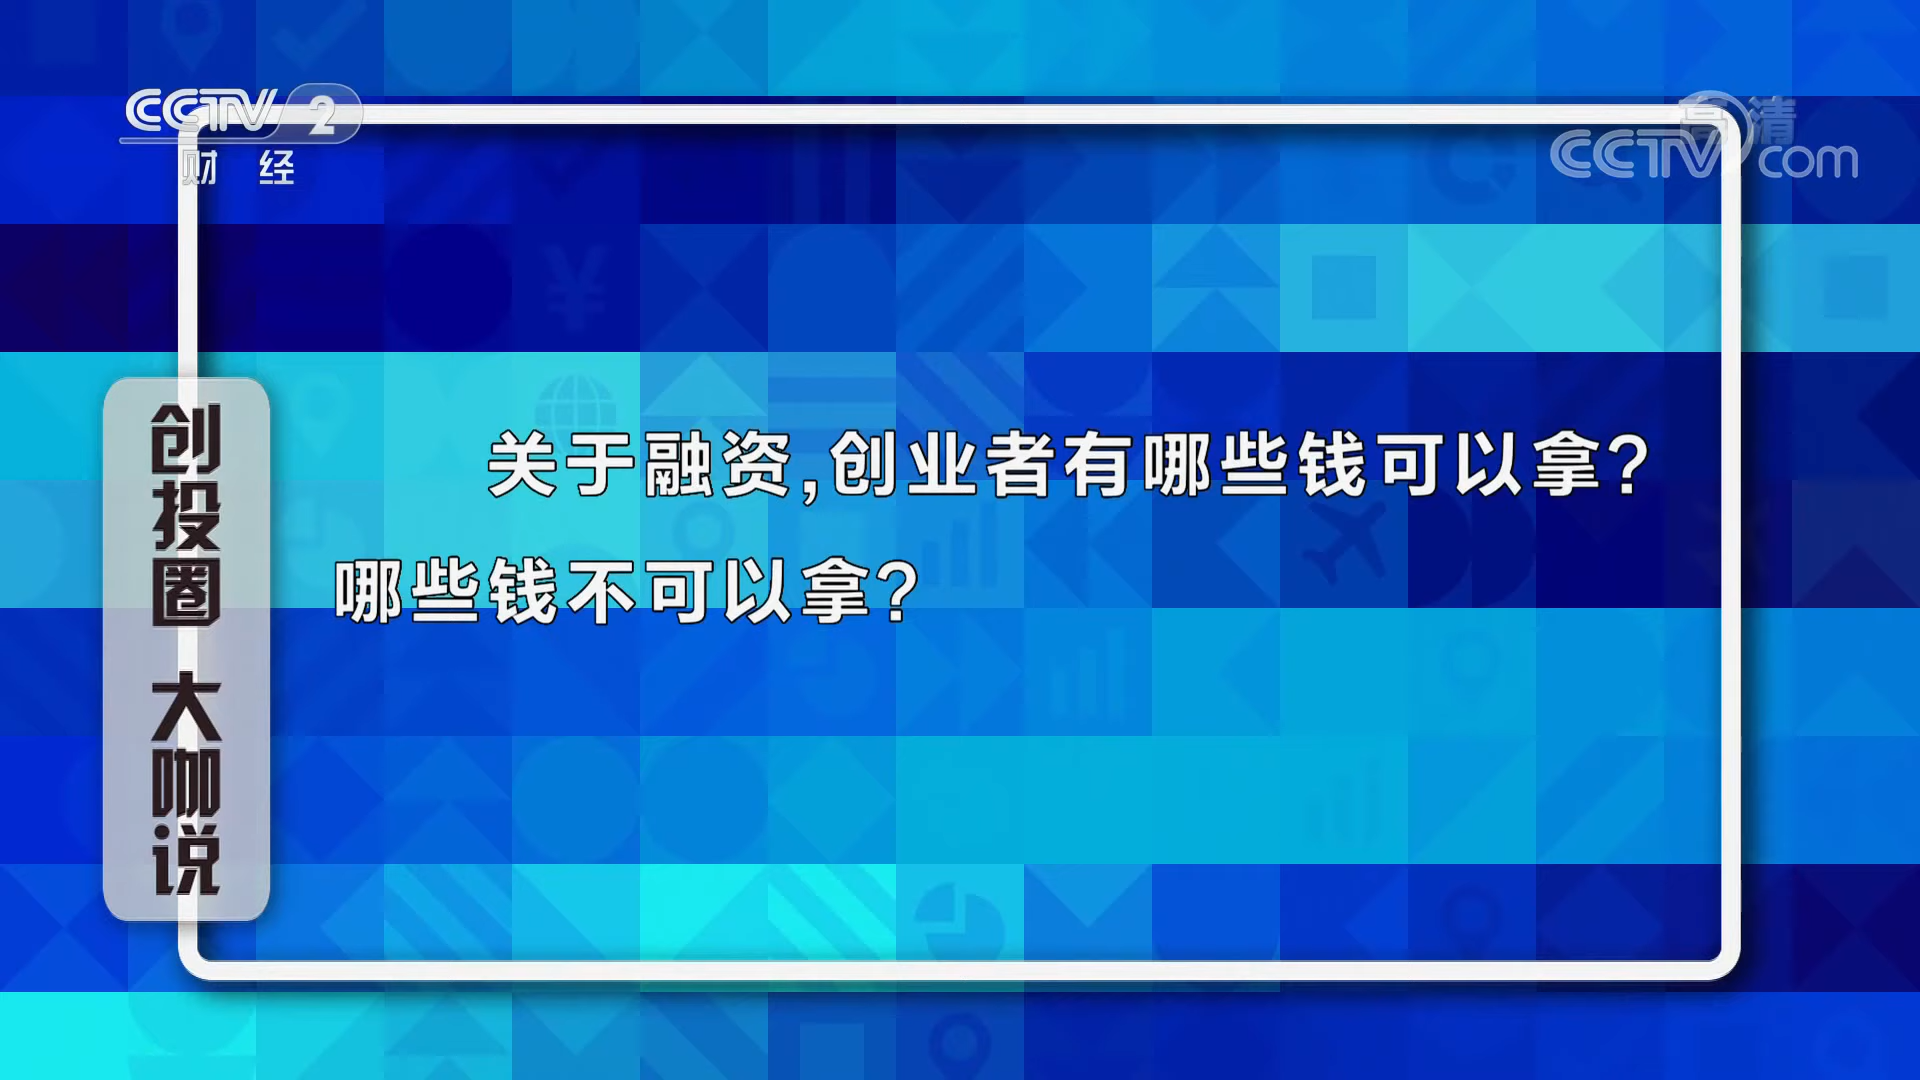 CCTV 2
财 经
高清
CCTV.com
创投圈 大咖说
关于融资,创业者有哪些钱可以拿?
哪些钱不可以拿?